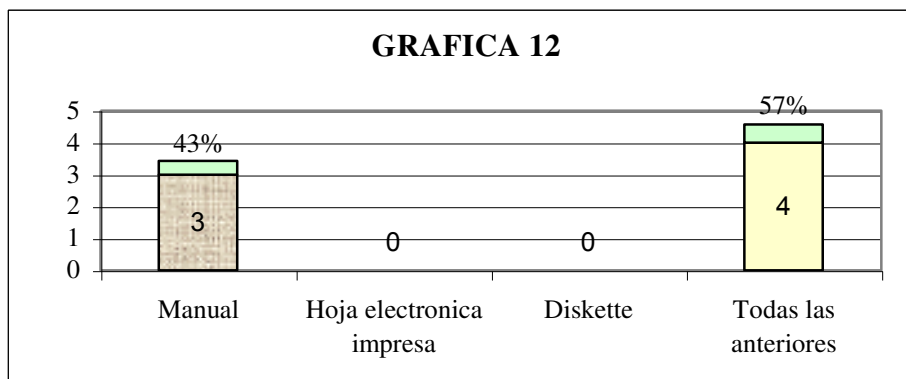 GRAFICA 12
5
4
3
2
1
0
43%
3
0
0
57%
4
Manual
Hoja electronica
impresa
Diskette
Todas las
anteriores